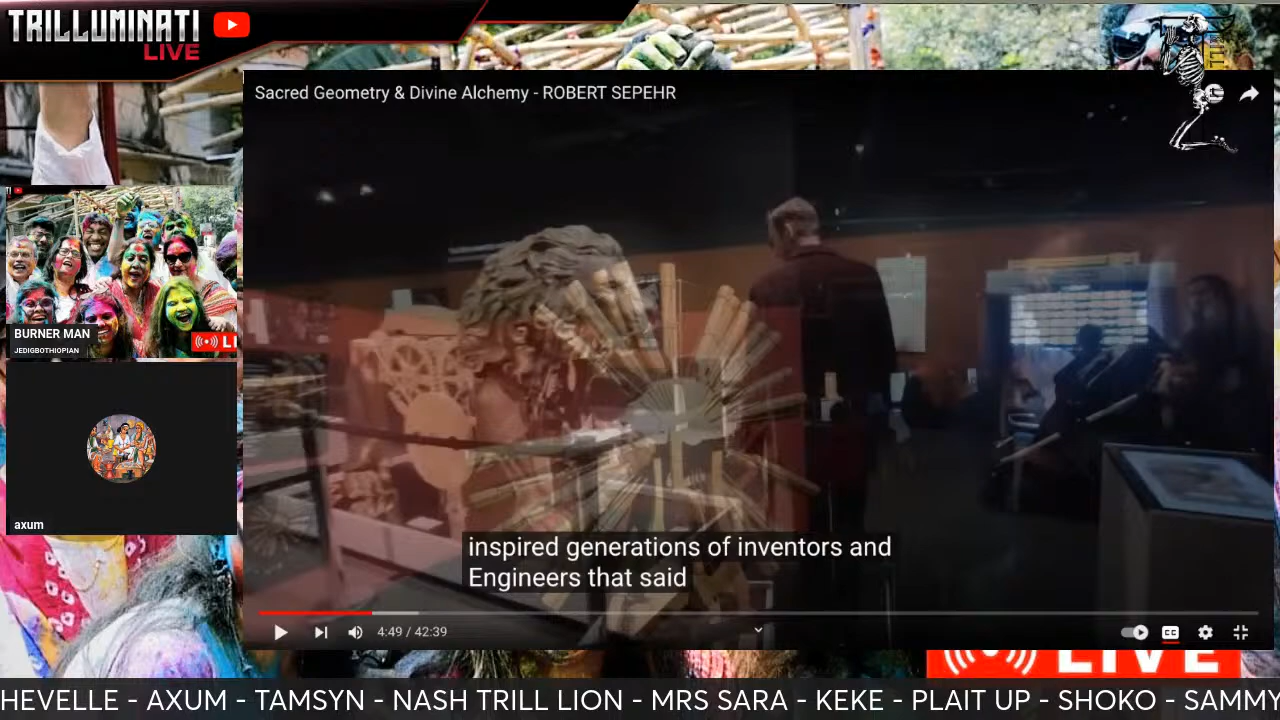 TRILLUMINATI
LIVE
Sacred Geometry & Divine Alchemy - ROBERT SEPEHR
BURNER MAN
JEDIGBOTHIOPIAN
LI
axum
inspired generations of inventors and
Engineers that said
4:49 / 42:39
CC
LIVE
HEVELLE - AXUM - TAMSYN - NASH TRILL LION - MRS SARA - KEKE - PLAIT UP - SHOKO - SAMMY